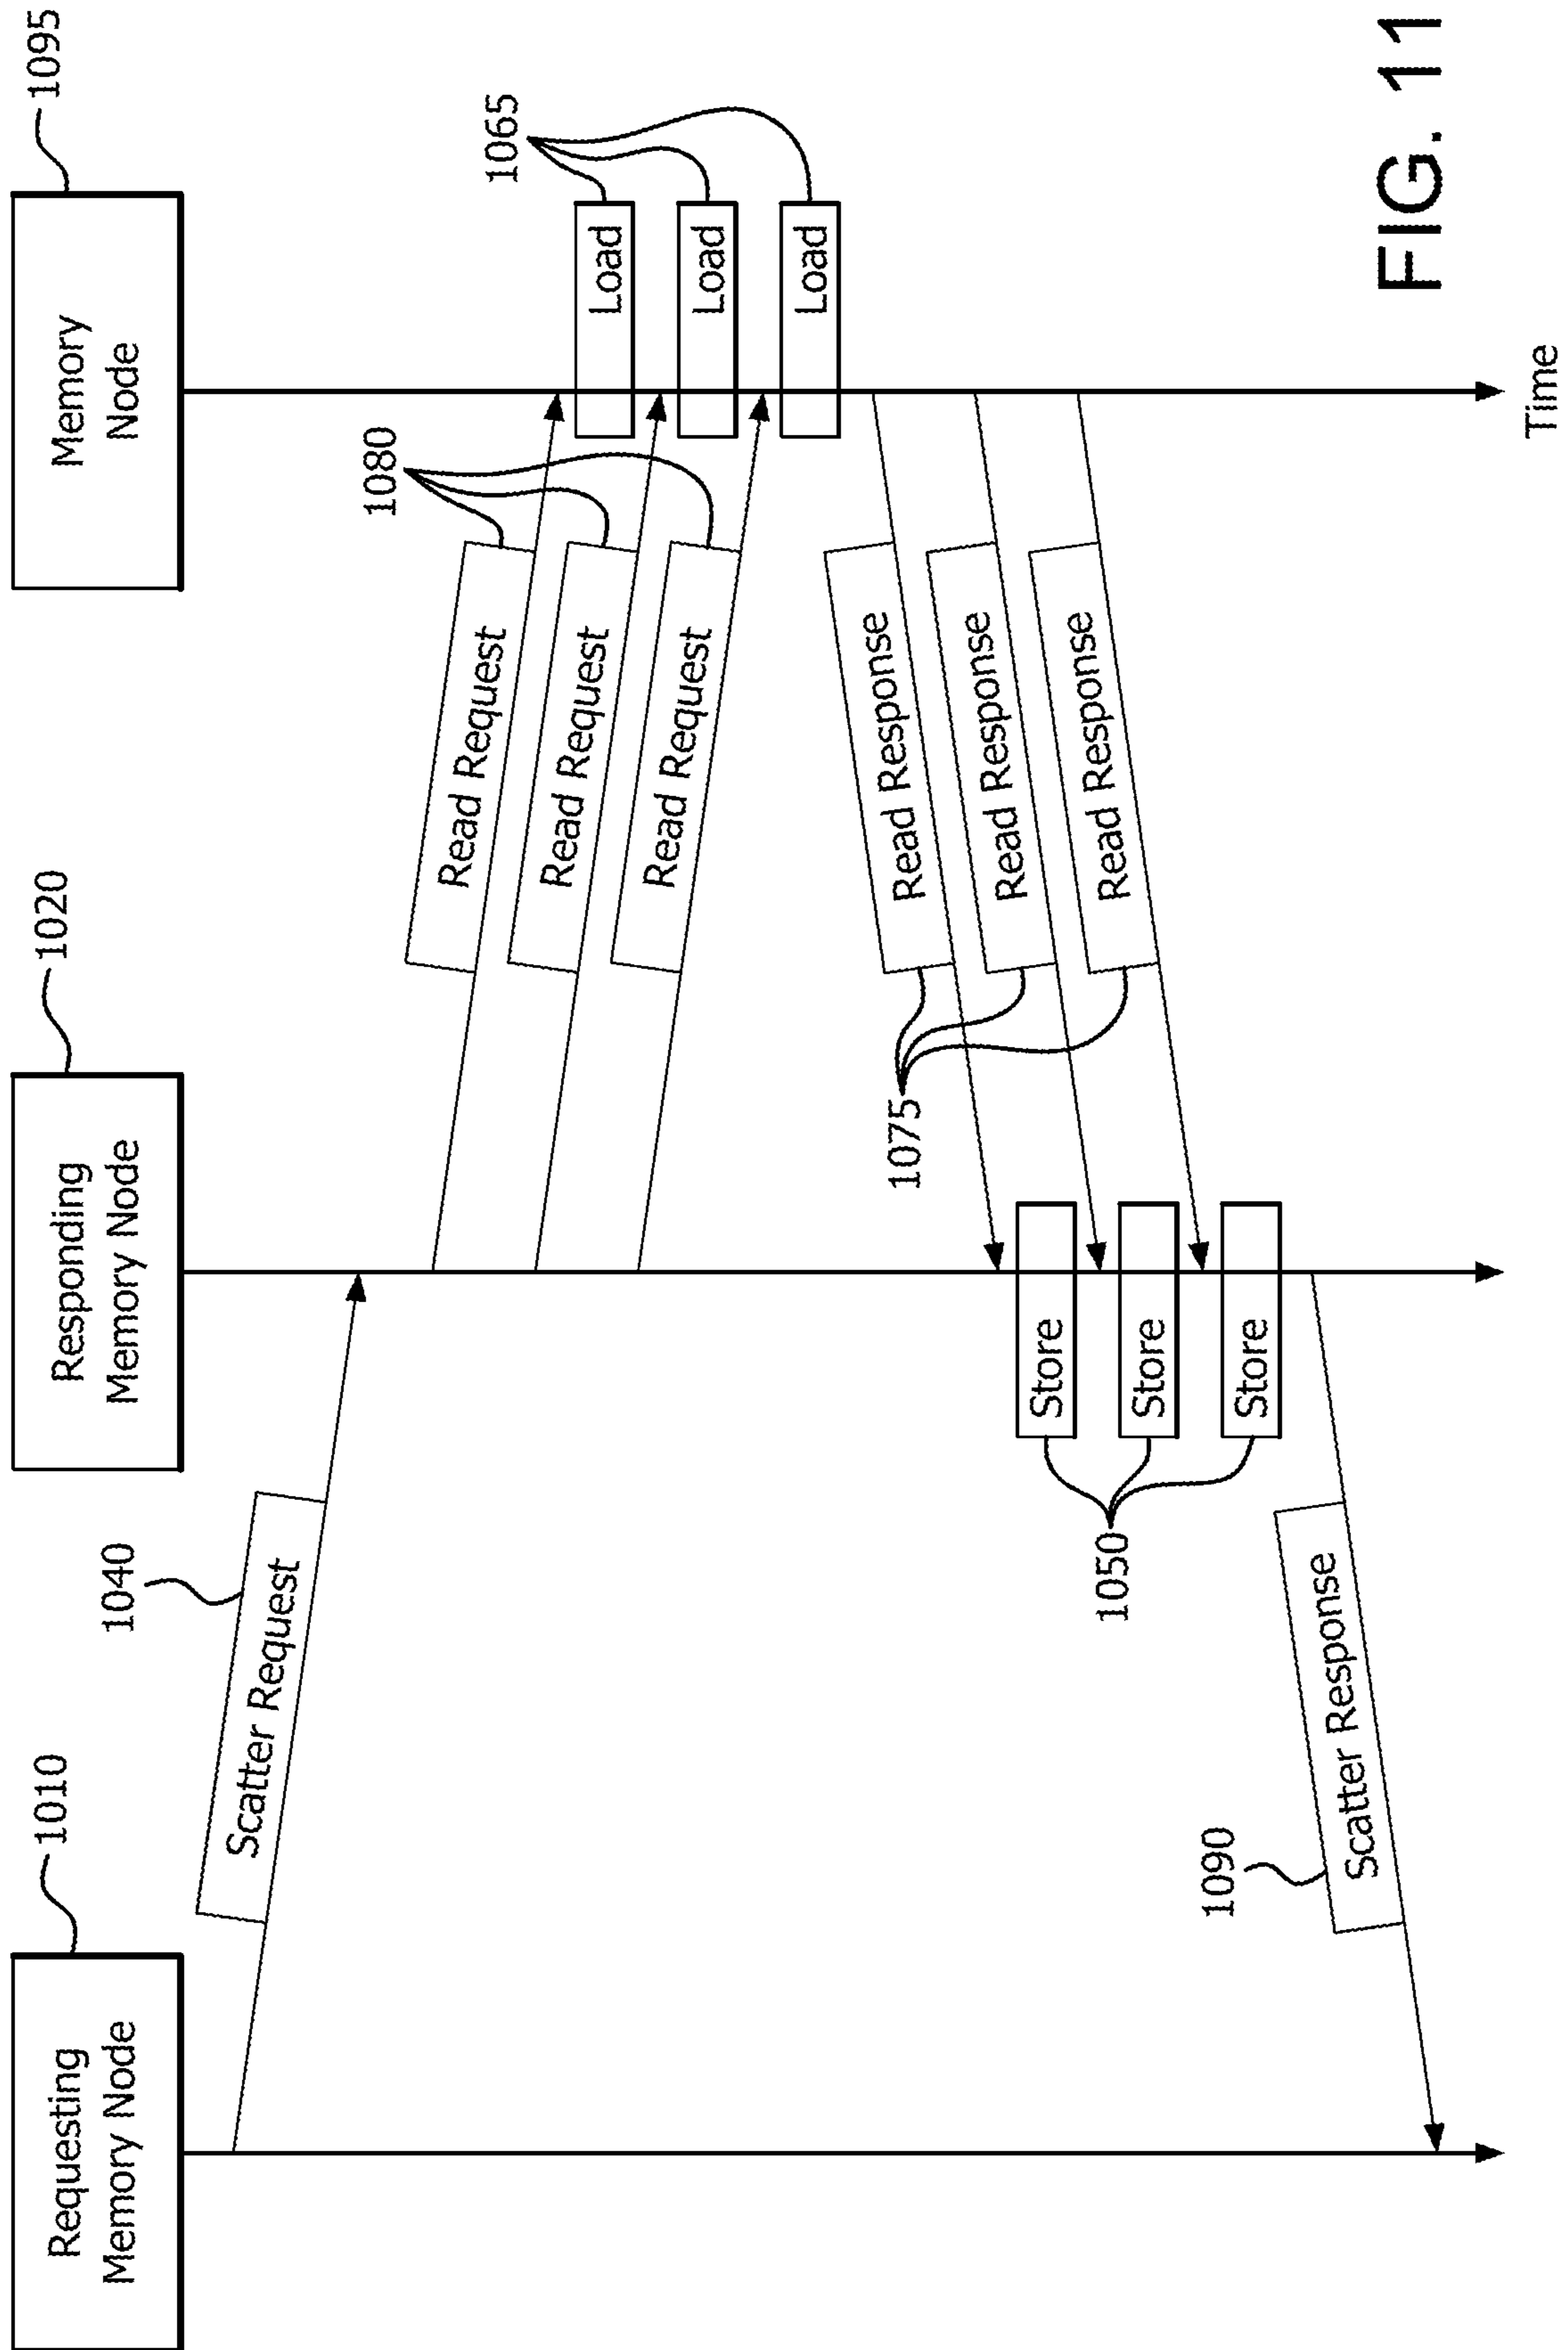 1010
1020
1095
Requesting
Memory Node
Responding
Memory Node
Memory
Node
1040
Scatter Request
1080
Read Request
Read Request
Read Request
1065
Load
Load
Load
Read Response
Read Response
Read Response
1075
Store
Store
Store
1050
1090
Scatter Response
Time
FIG. 11